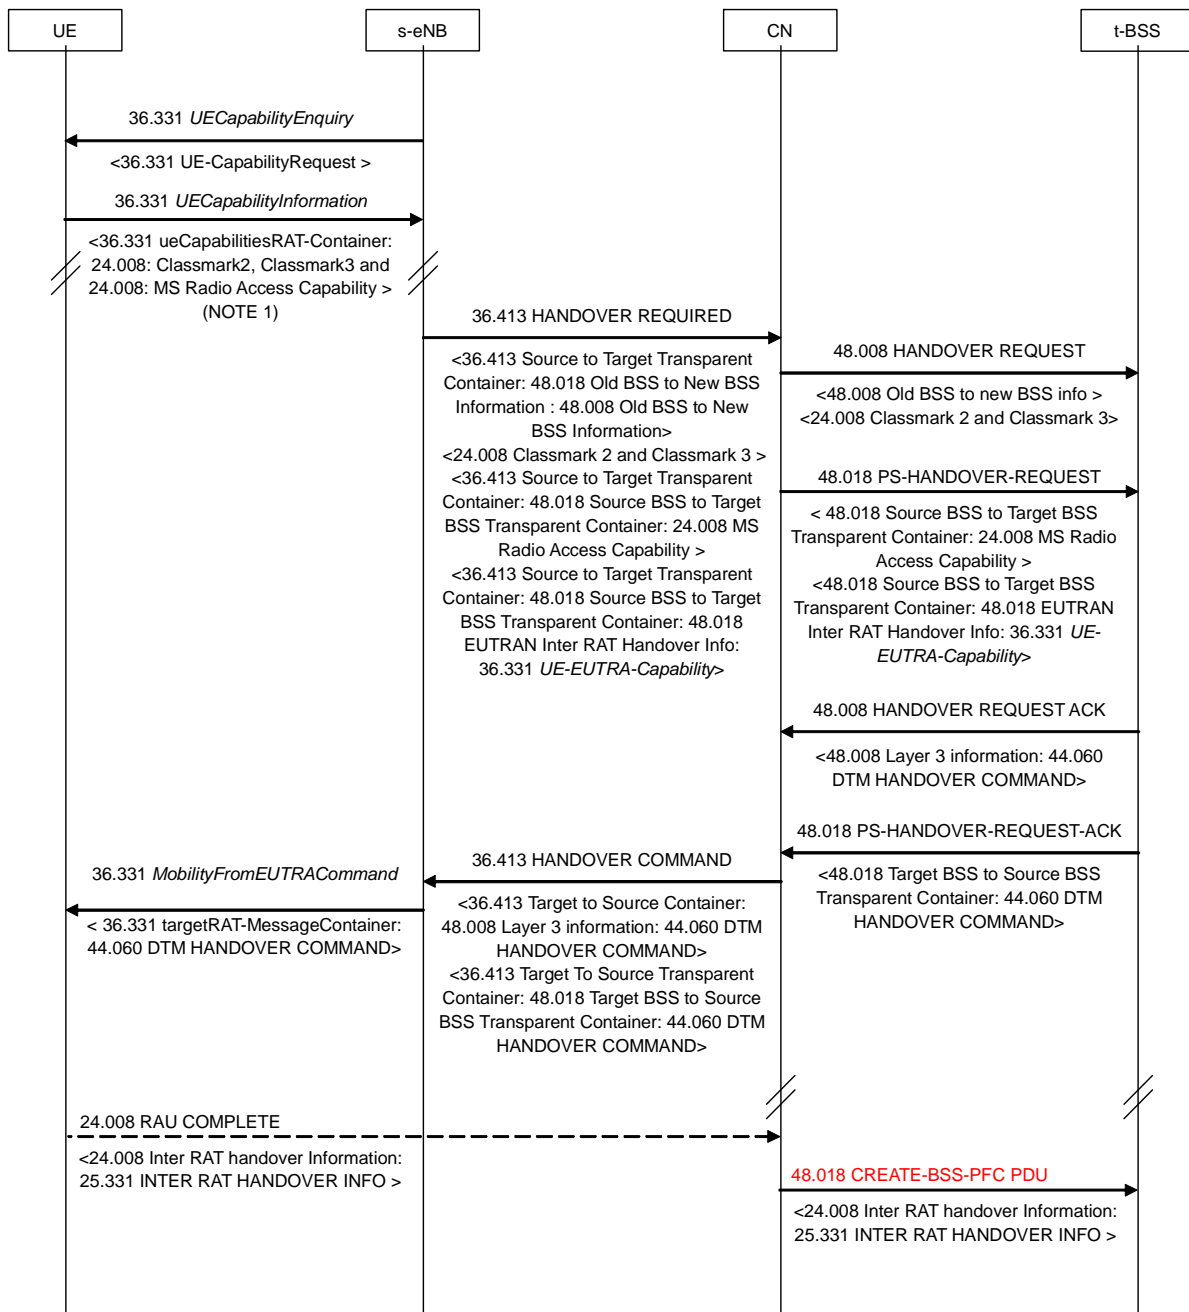 UE
s-eNB
CN
t-BSS
36.331 UECapabilityEnquiry
<36.331 UE-CapabilityRequest >
36.331 UECapabilityInformation
<36.331 ueCapabilitiesRAT-Container:
24.008: Classmark2, Classmark3 and
24.008: MS Radio Access Capability >
(NOTE 1)
36.413 HANDOVER REQUIRED
<36.413 Source to Target Transparent
Container: 48.018 Old BSS to New BSS
Information : 48.008 Old BSS to New
BSS Information>
<24.008 Classmark 2 and Classmark 3 >
<36.413 Source to Target Transparent
Container: 48.018 Source BSS to Target
BSS Transparent Container: 24.008 MS
Radio Access Capability >
<36.413 Source to Target Transparent
Container: 48.018 Source BSS to Target
BSS Transparent Container: 48.018
EUTRAN Inter RAT Handover Info:
36.331 UE-EUTRA-Capability>
48.008 HANDOVER REQUEST
<48.008 Old BSS to new BSS info >
<24.008 Classmark 2 and Classmark 3>
48.018 PS-HANDOVER-REQUEST
< 48.018 Source BSS to Target BSS
Transparent Container: 24.008 MS Radio
Access Capability >
<48.018 Source BSS to Target BSS
Transparent Container: 48.018 EUTRAN
Inter RAT Handover Info: 36.331 UE-
EUTRA-Capability>
48.008 HANDOVER REQUEST ACK
<48.008 Layer 3 information: 44.060
DTM HANDOVER COMMAND>
48.018 PS-HANDOVER-REQUEST-ACK
<48.018 Target BSS to Source BSS
Transparent Container: 44.060 DTM
HANDOVER COMMAND>
36.413 HANDOVER COMMAND
<36.413 Target to Source Container:
48.008 Layer 3 information: 44.060 DTM
HANDOVER COMMAND>
<36.413 Target To Source Transparent
Container: 48.018 Target BSS to Source
BSS Transparent Container: 44.060 DTM
HANDOVER COMMAND>
36.331 MobilityFromEUTRACommand
< 36.331 targetRAT-MessageContainer:
44.060 DTM HANDOVER COMMAND>
24.008 RAU COMPLETE
<24.008 Inter RAT handover Information:
25.331 INTER RAT HANDOVER INFO >
48.018 CREATE-BSS-PFC PDU
<24.008 Inter RAT handover Information:
25.331 INTER RAT HANDOVER INFO >